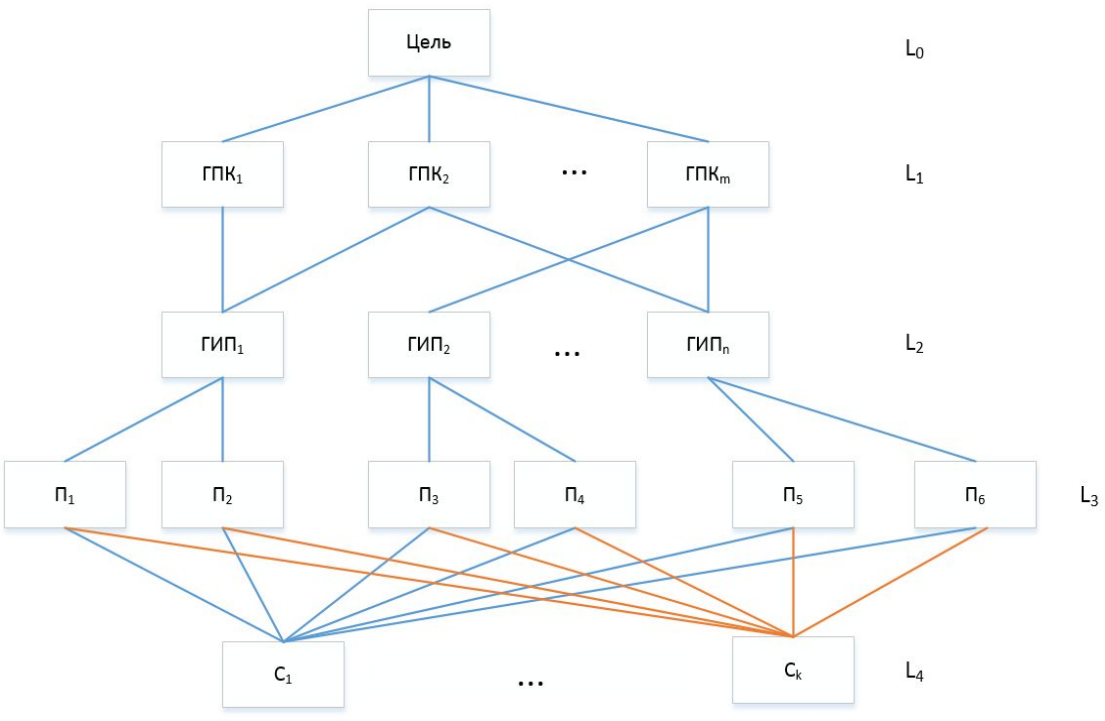 Цель L₀
ГПК₁ ГПК₂ ... ГПКₘ L₁
ГИП₁ ГИП₂ ... ГИПₙ L₂
П₁ П₂ П₃ П₄ П₅ П₆ L₃
С₁ ... Сₖ L₄